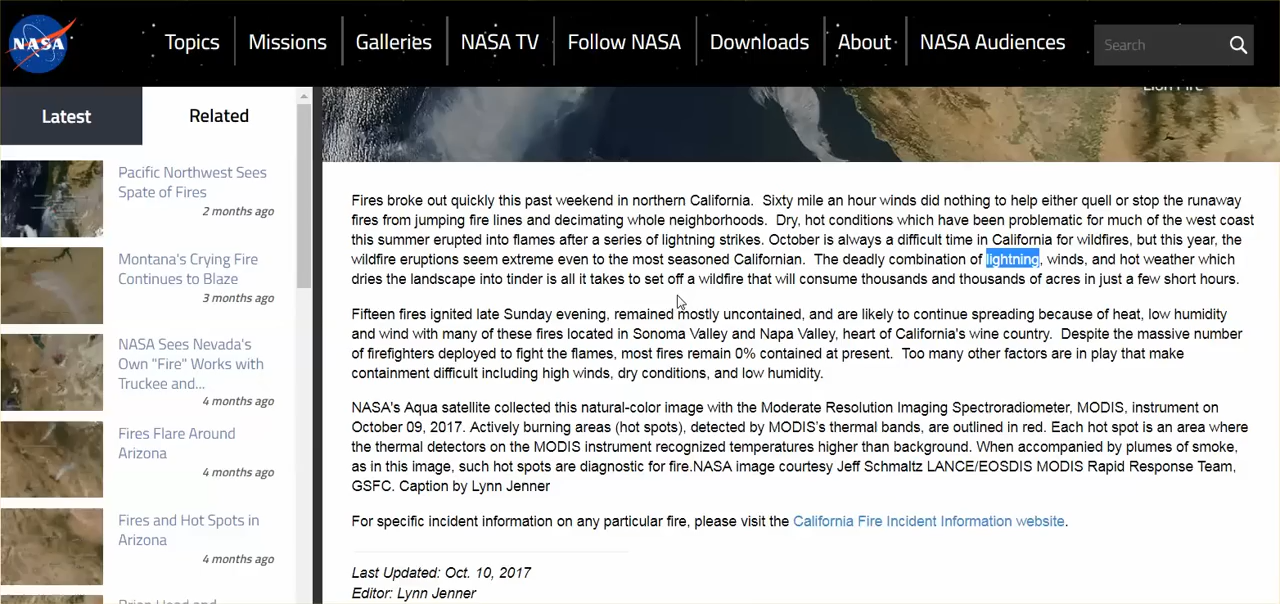 NASA
Topics
Missions
Galleries
NASA TV
Follow NASA
Downloads
About
NASA Audiences
Search
Latest
Related
Pacific Northwest Sees
Spate of Fires
2 months ago
Montana's Crying Fire
Continues to Blaze
3 months ago
NASA Sees Nevada's
Own "Fire" Works with
Truckee and...
4 months ago
Fires Flare Around
Arizona
4 months ago
Fires and Hot Spots in
Arizona
4 months ago
Brian Head and
Lion Fire
Fires broke out quickly this past weekend in northern California. Sixty mile an hour winds did nothing to help either quell or stop the runaway
fires from jumping fire lines and decimating whole neighborhoods. Dry, hot conditions which have been problematic for much of the west coast
this summer erupted into flames after a series of lightning strikes. October is always a difficult time in California for wildfires, but this year, the
wildfire eruptions seem extreme even to the most seasoned Californian. The deadly combination of lightning, winds, and hot weather which
dries the landscape into tinder is all it takes to set off a wildfire that will consume thousands and thousands of acres in just a few short hours.
Fifteen fires ignited late Sunday evening, remained mostly uncontained, and are likely to continue spreading because of heat, low humidity
and wind with many of these fires located in Sonoma Valley and Napa Valley, heart of California's wine country. Despite the massive number
of firefighters deployed to fight the flames, most fires remain 0% contained at present. Too many other factors are in play that make
containment difficult including high winds, dry conditions, and low humidity.
NASA's Aqua satellite collected this natural-color image with the Moderate Resolution Imaging Spectroradiometer, MODIS, instrument on
October 09, 2017. Actively burning areas (hot spots), detected by MODIS's thermal bands, are outlined in red. Each hot spot is an area where
the thermal detectors on the MODIS instrument recognized temperatures higher than background. When accompanied by plumes of smoke,
as in this image, such hot spots are diagnostic for fire.NASA image courtesy Jeff Schmaltz LANCE/EOSDIS MODIS Rapid Response Team,
GSFC. Caption by Lynn Jenner
For specific incident information on any particular fire, please visit the California Fire Incident Information website.
Last Updated: Oct. 10, 2017
Editor: Lynn Jenner